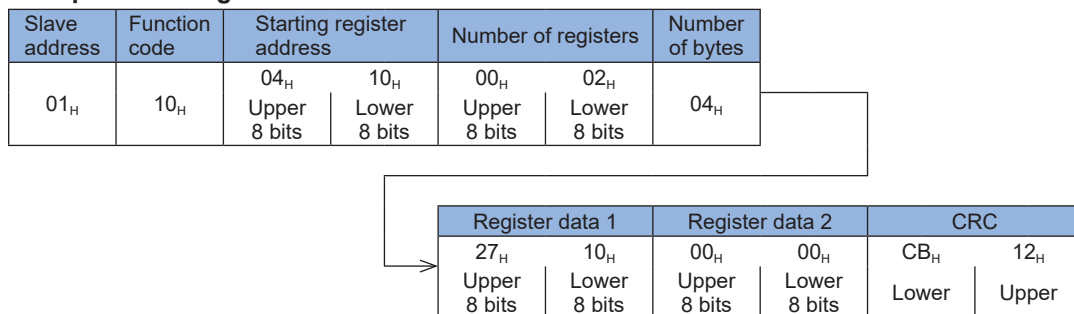 Slave address | Function code | Starting register address | Number of registers | Number of bytes
01H | 10H | 04H | 10H | 00H | 02H | 04H
Upper 8 bits | Lower 8 bits | Upper 8 bits | Lower 8 bits
Register data 1 | Register data 2 | CRC
27H | 10H | 00H | 00H | CBH | 12H
Upper 8 bits | Lower 8 bits | Upper 8 bits | Lower 8 bits | Lower | Upper